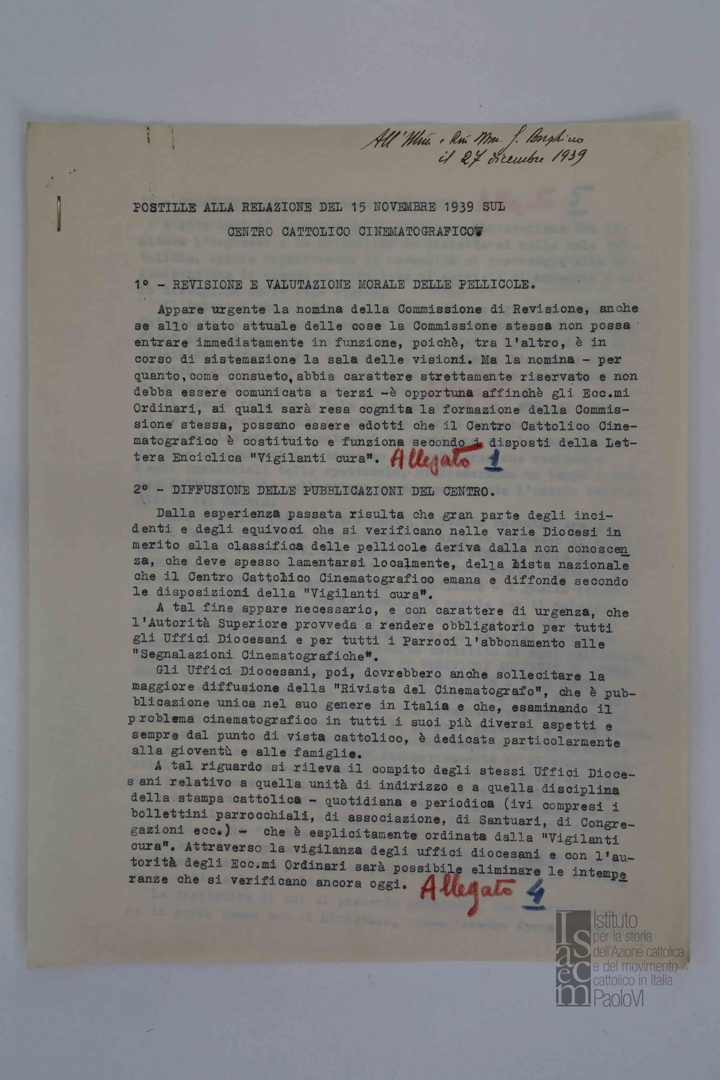 All' e Mm. G. Borghino
il 27 dicembre 1939
POSTILLE ALLA RELAZIONE DEL 15 NOVEMBRE 1939 SUL
CENTRO CATTOLICO CINEMATOGRAFICO
1° - REVISIONE E VALUTAZIONE MORALE DELLE PELLICOLE.
Appare urgente la nomina della Commissione di Revisione, anche
se allo stato attuale delle cose la Commissione stessa non possa
entrare immediatamente in funzione, poichè, tra l'altro, è in
corso di sistemazione la sala delle visioni. Ma la nomina - per
quanto, come consueto, abbia carattere strettamente riservato e non
debba essere comunicata a terzi -è opportuna affinchè gli Ecc.mi
Ordinari, ai quali sarà resa cognita la formazione della Commis-
sione stessa, possano essere edotti che il Centro Cattolico Cine-
matografico è costituito e funziona secondo i disposti della Let-
tera Enciclica "Vigilanti cura". Allegato 1
2° - DIFFUSIONE DELLE PUBBLICAZIONI DEL CENTRO.
Dalla esperienza passata risulta che gran parte degli inci-
denti e degli equivoci che si verificano nelle varie Diocesi in
merito alla classifica delle pellicole deriva dalla non conoscen
za, che deve spesso lamentarsi localmente, della lista nazionale
che il Centro Cattolico Cinematografico emana e diffonde secondo
le disposizioni della "Vigilanti cura".
A tal fine appare necessario, e con carattere di urgenza, che
l'Autorità Superiore provveda a rendere obbligatorio per tutti
gli Uffici Diocesani e per tutti i Parroci l'abbonamento alle
"Segnalazioni Cinematografiche".
Gli Uffici Diocesani, poi, dovrebbero anche sollecitare la
maggiore diffusione della "Rivista del Cinematografo", che è pub-
blicazione unica nel suo genere in Italia e che, esaminando il
problema cinematografico in tutti i suoi più diversi aspetti e
sempre dal punto di vista cattolico, è dedicata particolarmente
alla gioventù e alle famiglie.
A tal riguardo si rileva il compito degli stessi Uffici Dioce-
sani relativo a quella unità di indirizzo e a quella disciplina
della stampa cattolica - quotidiana e periodica (ivi compresi i
bollettini parrocchiali, di associazione, di Santuari, di Congre-
gazioni ecc.) - che è esplicitamente ordinata dalla "Vigilanti
cura". Attraverso la vigilanza degli uffici diocesani e con l'au-
torità degli Ecc.mi Ordinari sarà possibile eliminare le intempe
ranze che si verificano ancora oggi. Allegato 4
Isacem
Istituto
per la storia
dell'Azione cattolica
e del movimento
cattolico in Italia
PaoloVI